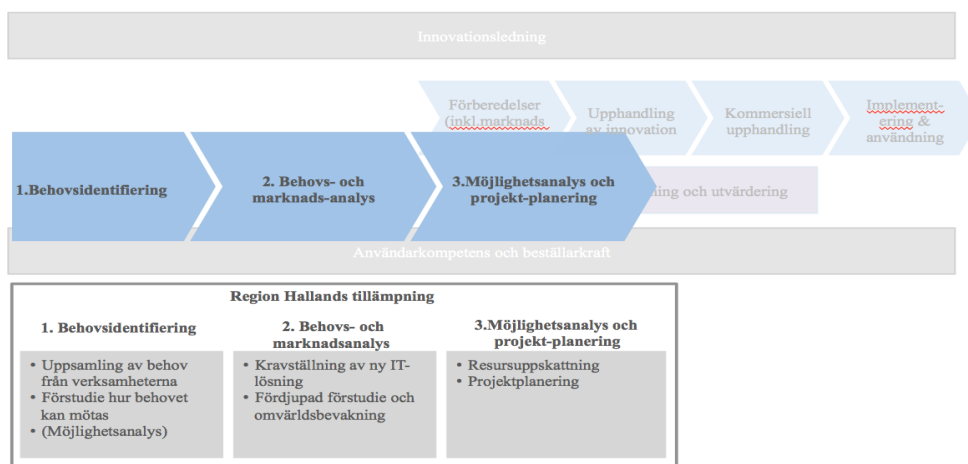 Innovationsledning
Förberedelser
(inkl.marknads
Upphandling
av innovation
Kommersiell
upphandling
Implement-
ering &
användning
1.Behovsidentifiering
2. Behovs- och
marknads-analys
3.Möjlighetsanalys och
projekt-planering
och utvärdering
Användarkompetens och beställarkraft
Region Hallands tillämpning
1. Behovsidentifiering
2. Behovs- och
marknadsanalys
3.Möjlighetsanalys och
projekt-planering
• Uppsamling av behov
från verksamheterna
• Förstudie hur behovet
kan mötas
• (Möjlighetsanalys)
• Kravställning av ny IT-
lösning
• Fördjupad förstudie och
omvärldsbevakning
• Resursuppskattning
• Projektplanering